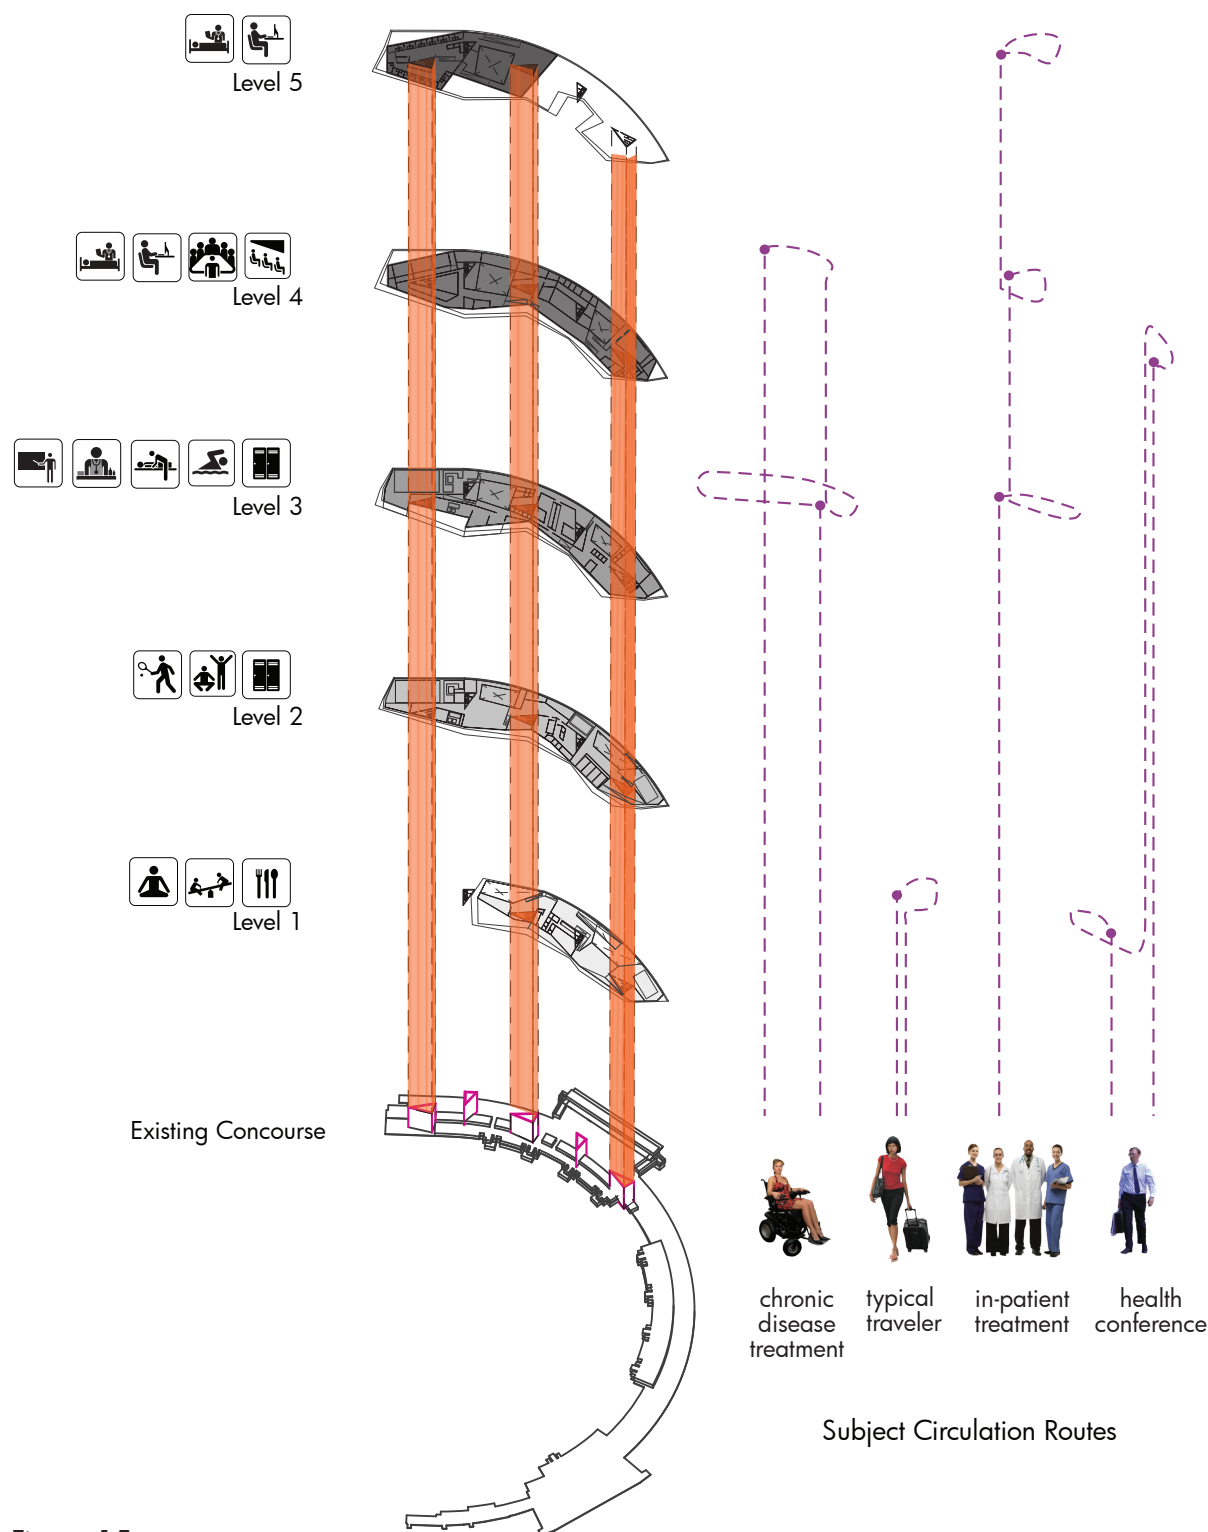 Level 5
Level 4
Level 3
Level 2
Level 1
Existing Concourse
chronic
disease
treatment
typical
traveler
in-patient
treatment
health
conference
Subject Circulation Routes